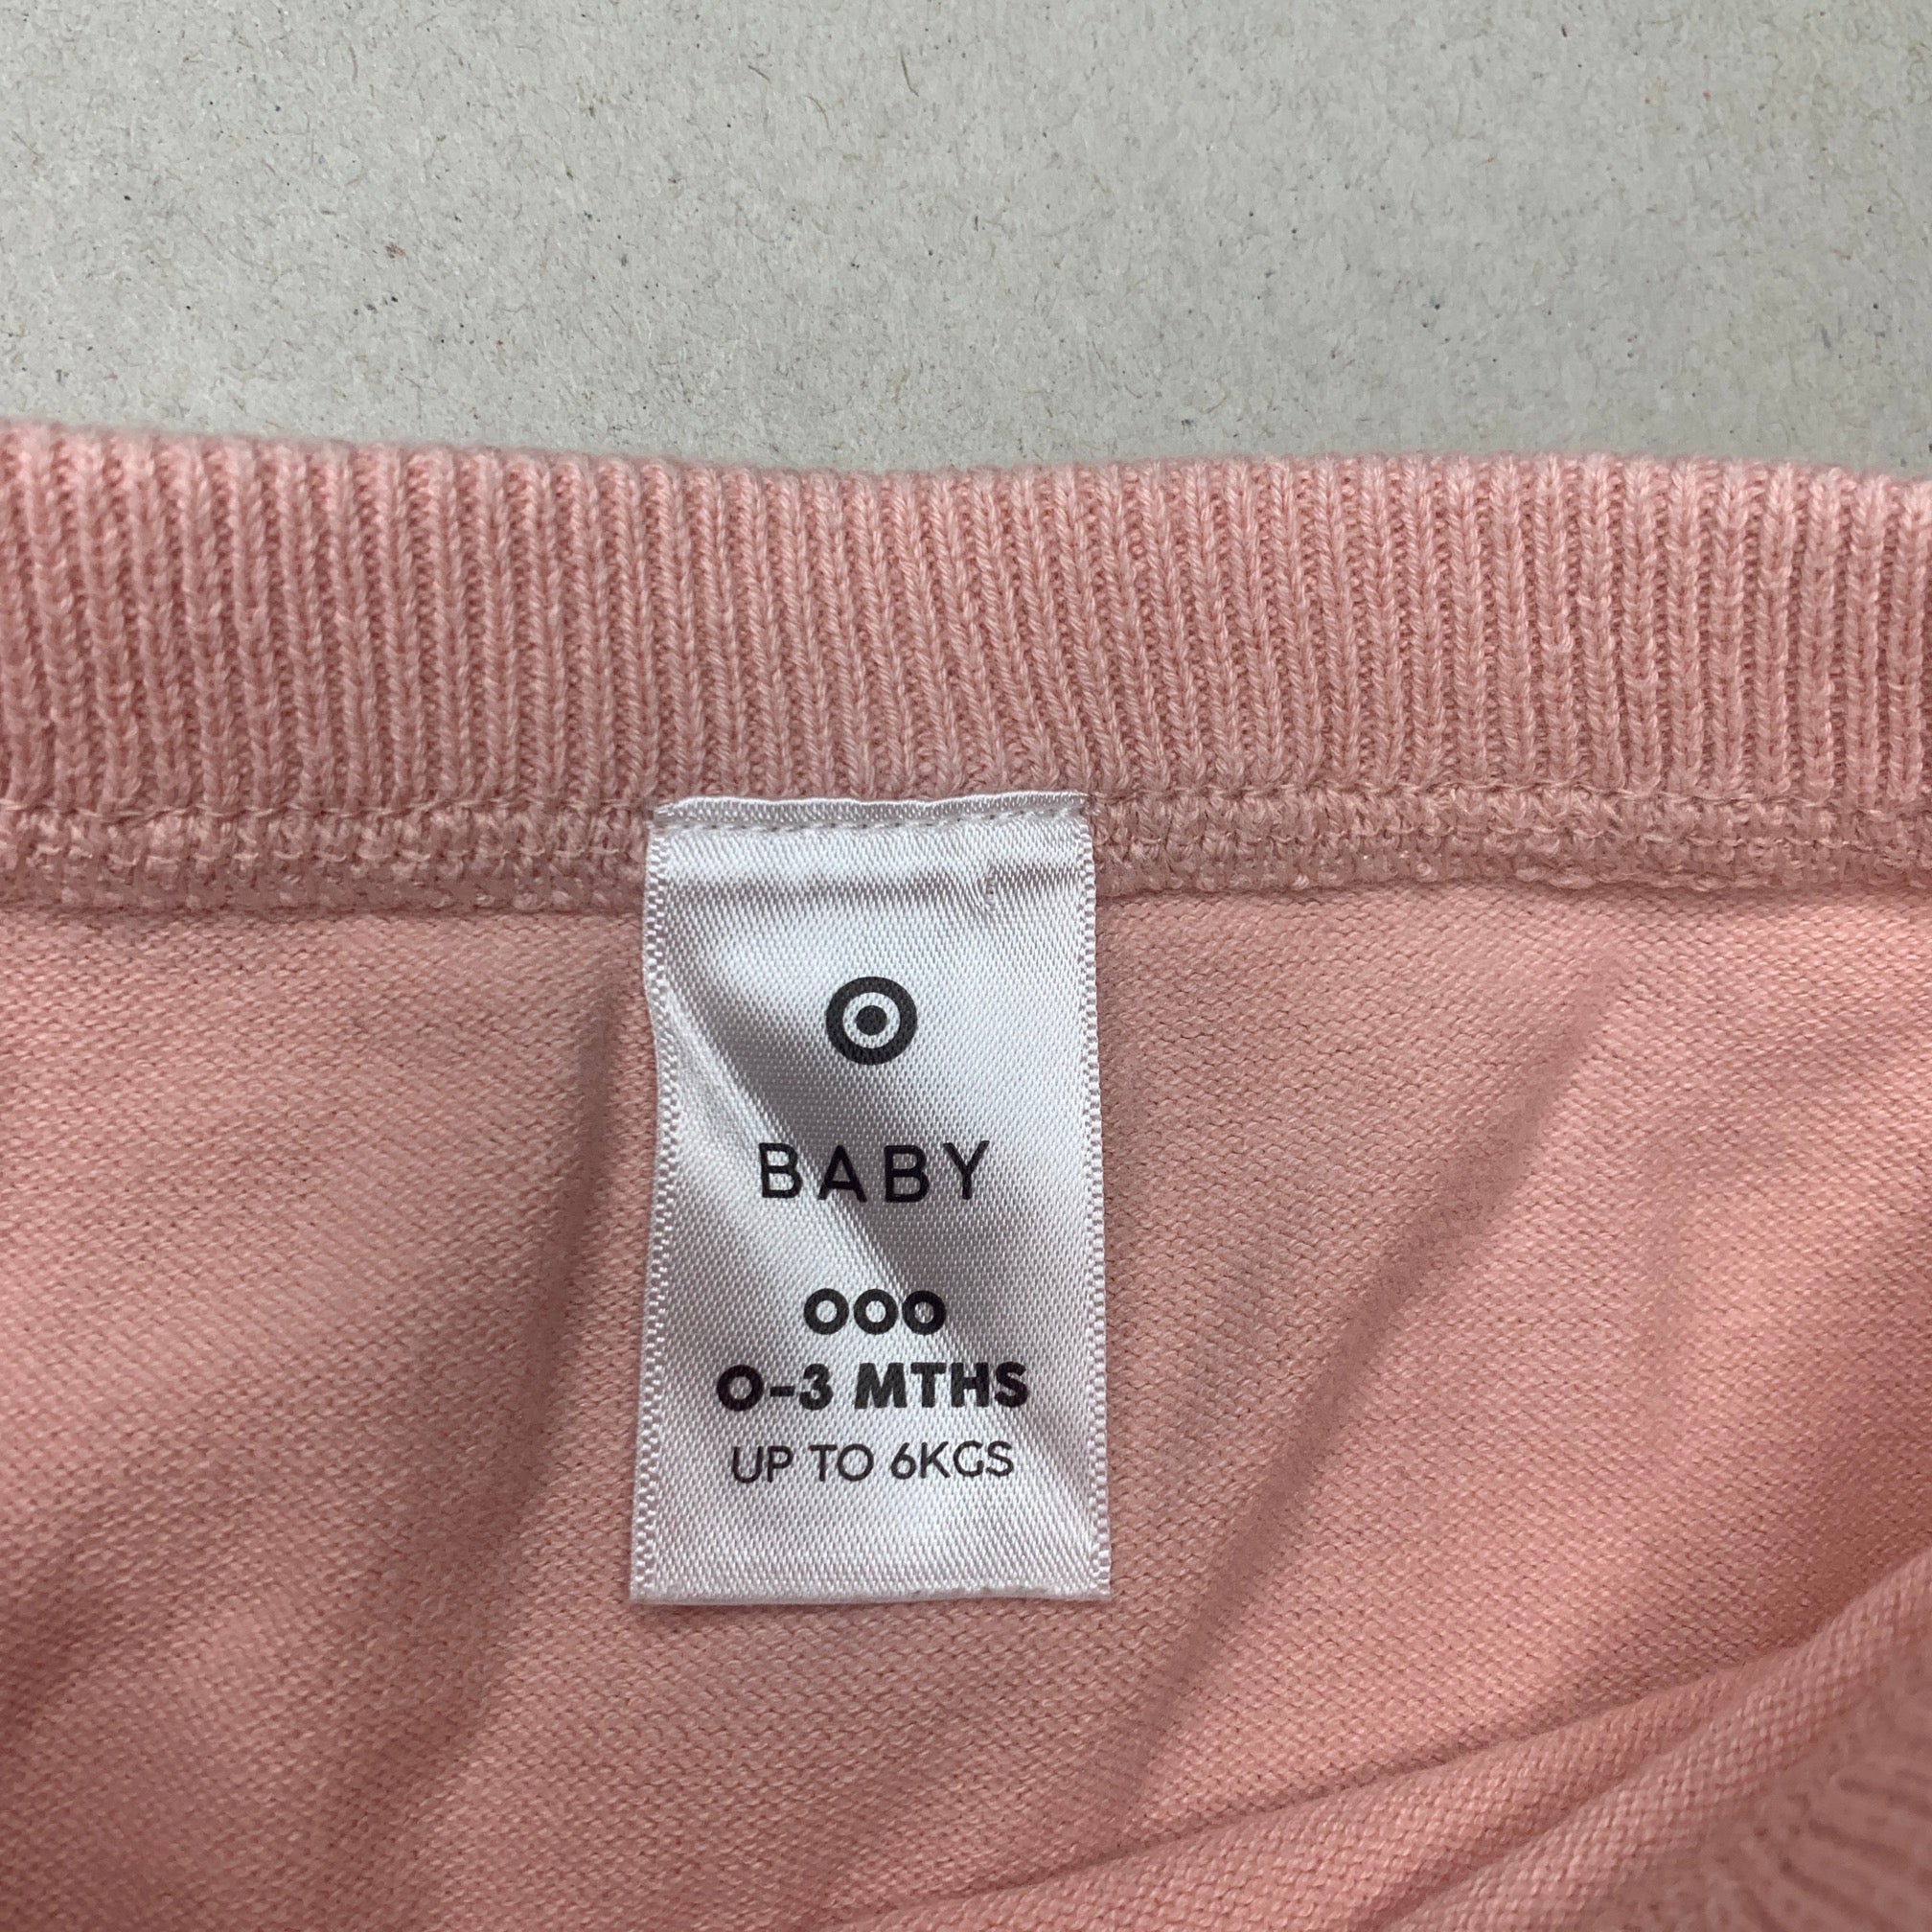 BABY
000
0-3 MTHS
UP TO 6KGS